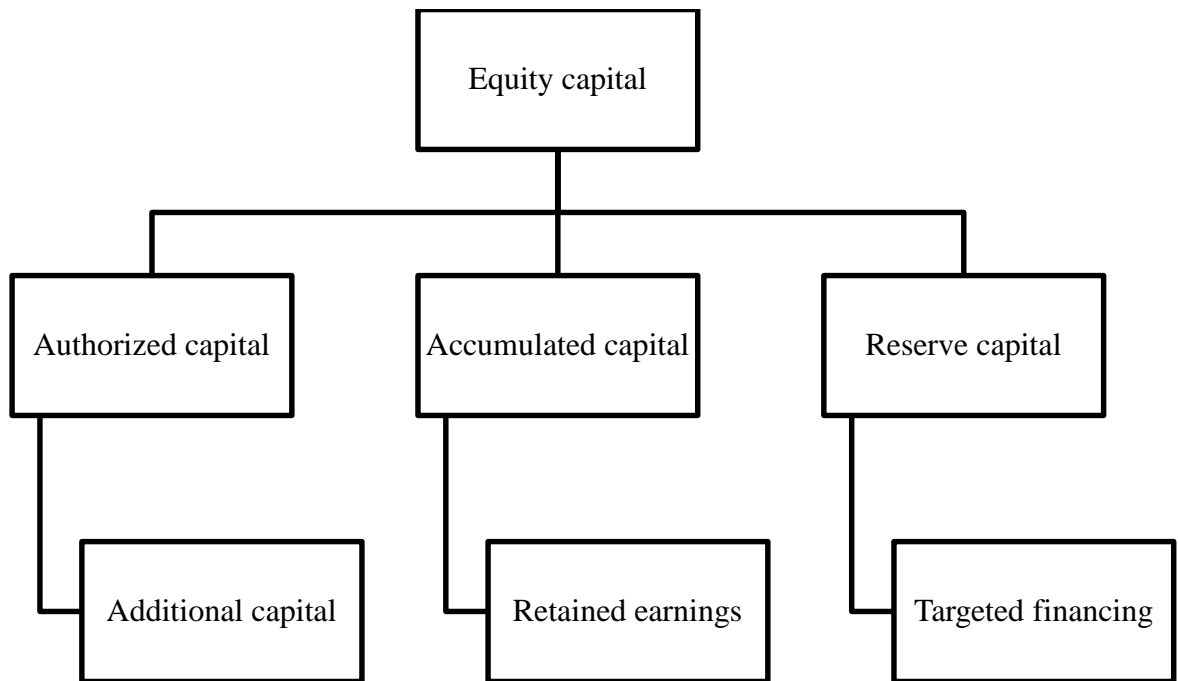 Equity capital
Authorized capital
Accumulated capital
Reserve capital
Additional capital
Retained earnings
Targeted financing